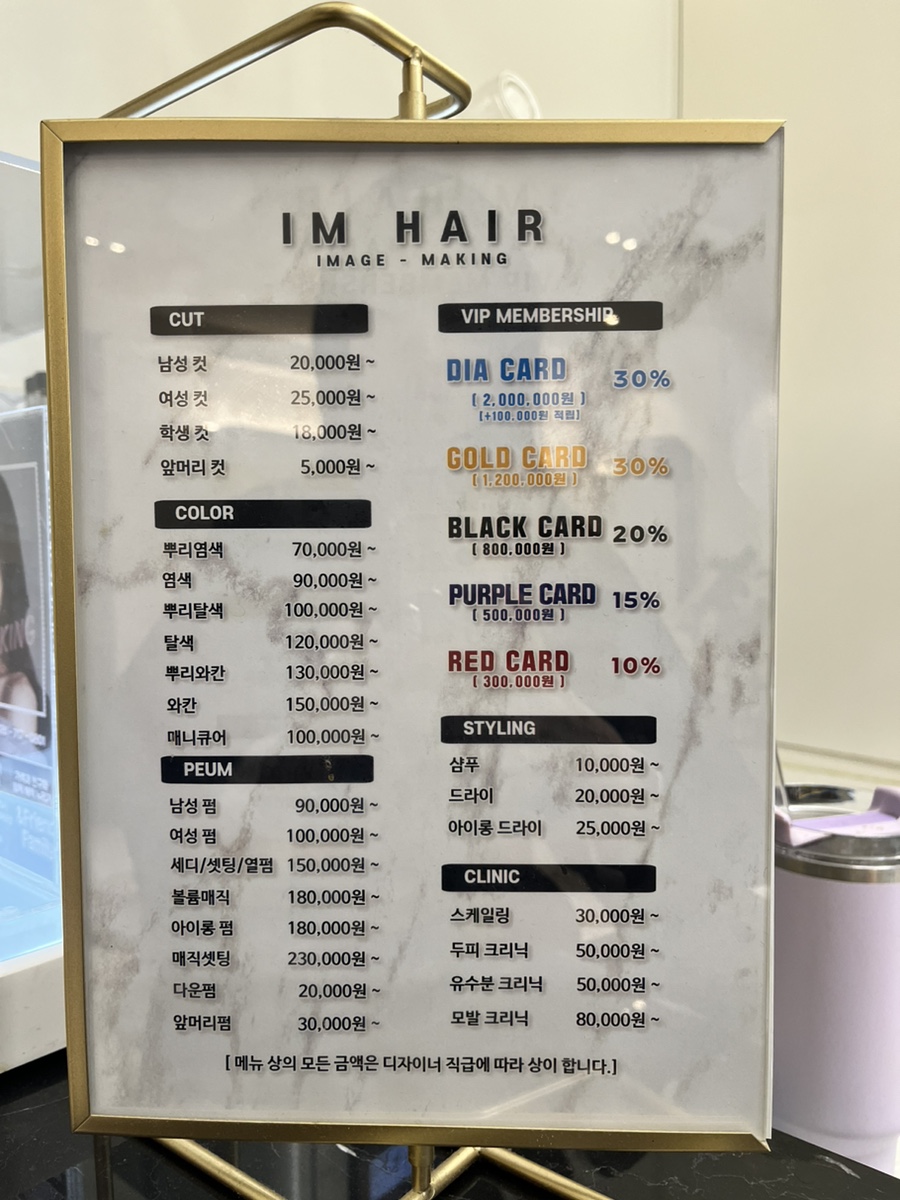 IM HAIR
IMAGE - MAKING
CUT
남성 컷 20,000원 ~
여성 컷 25,000원 ~
학생 컷 18,000원 ~
앞머리 컷 5,000원 ~
COLOR
뿌리염색 70,000원 ~
염색 90,000원 ~
뿌리탈색 100,000원 ~
탈색 120,000원 ~
뿌리와칸 130,000원 ~
와칸 150,000원 ~
매니큐어 100,000원 ~
PEUM
남성 펌 90,000원 ~
여성 펌 100,000원 ~
세디/셋팅/열펌 150,000원 ~
볼륨매직 180,000원 ~
아이롱 펌 180,000원 ~
매직셋팅 230,000원 ~
다운펌 20,000원 ~
앞머리펌 30,000원 ~
VIP MEMBERSHIP
DIA CARD 30%
( 2,000,000원 )
[+100.000원 적립]
GOLD CARD 30%
( 1,200,000원 )
BLACK CARD 20%
( 800,000원 )
PURPLE CARD 15%
( 500,000원 )
RED CARD 10%
( 300,000원 )
STYLING
샴푸 10,000원 ~
드라이 20,000원 ~
아이롱 드라이 25,000원 ~
CLINIC
스케일링 30,000원 ~
두피 크리닉 50,000원 ~
유수분 크리닉 50,000원 ~
모발 크리닉 80,000원 ~
[ 메뉴 상의 모든 금액은 디자이너 직급에 따라 상이 합니다.]